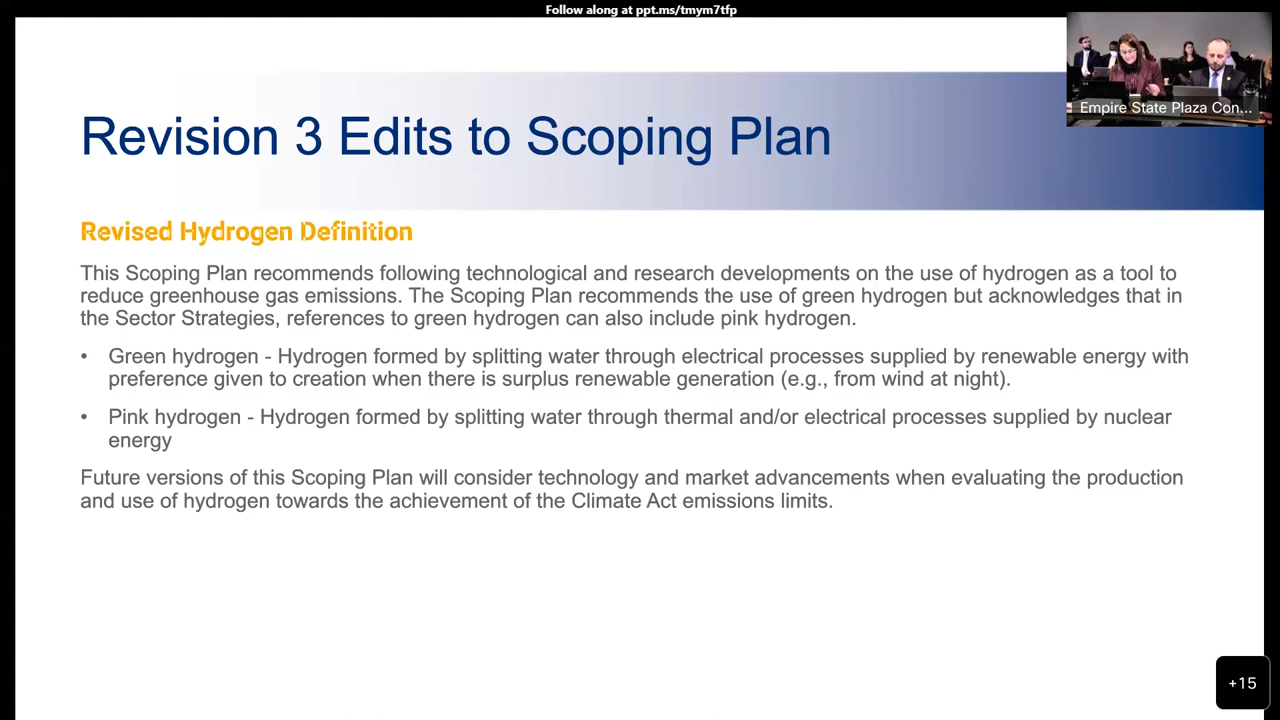 Follow along at ppt.ms/tmym7tfp
Empire State Plaza Con...
Revision 3 Edits to Scoping Plan
Revised Hydrogen Definition
This Scoping Plan recommends following technological and research developments on the use of hydrogen as a tool to
reduce greenhouse gas emissions. The Scoping Plan recommends the use of green hydrogen but acknowledges that in
the Sector Strategies, references to green hydrogen can also include pink hydrogen.
• Green hydrogen - Hydrogen formed by splitting water through electrical processes supplied by renewable energy with
preference given to creation when there is surplus renewable generation (e.g., from wind at night).
• Pink hydrogen - Hydrogen formed by splitting water through thermal and/or electrical processes supplied by nuclear
energy
Future versions of this Scoping Plan will consider technology and market advancements when evaluating the production
and use of hydrogen towards the achievement of the Climate Act emissions limits.
+15